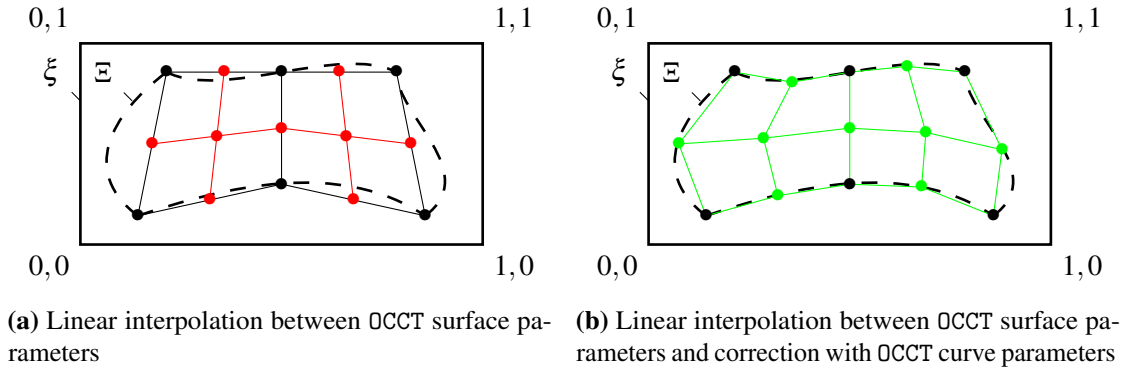 0,1 1,1 0,1 1,1
ξ Ξ ξ Ξ
0,0 1,0 0,0 1,0
(a) Linear interpolation between OCCT surface pa-
rameters
(b) Linear interpolation between OCCT surface pa-
rameters and correction with OCCT curve parameters